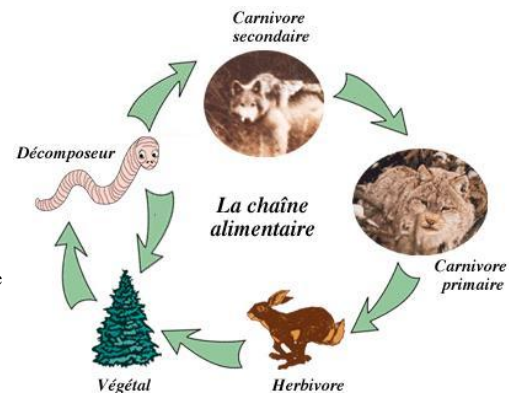 Carnivore
secondaire
Décomposeur
La chaîne
alimentaire
Carnivore
primaire
Végétal
Herbivore